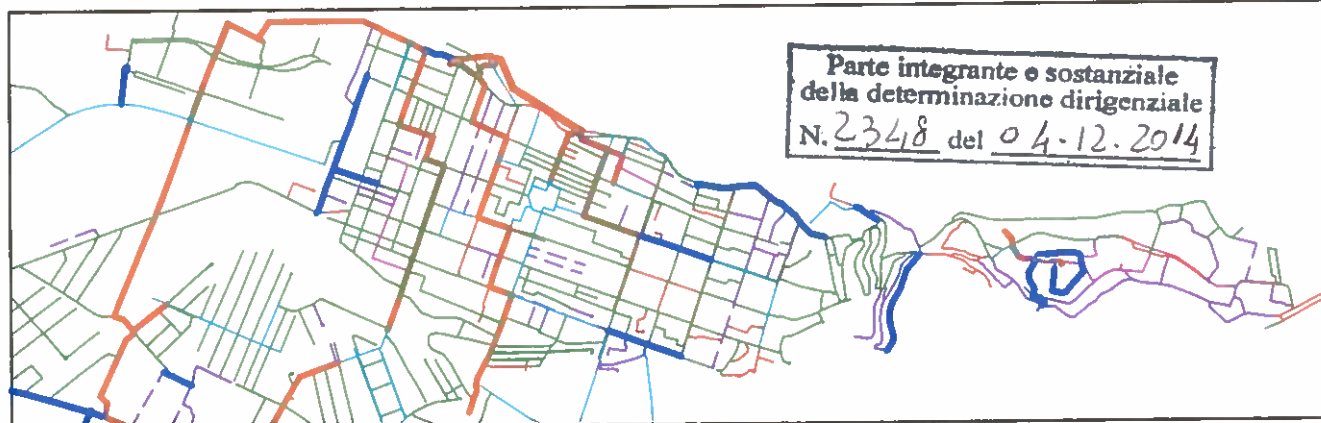 Parte integrante e sostanziale
della determinazione dirigenziale
N. 2348 del 04.12.2014